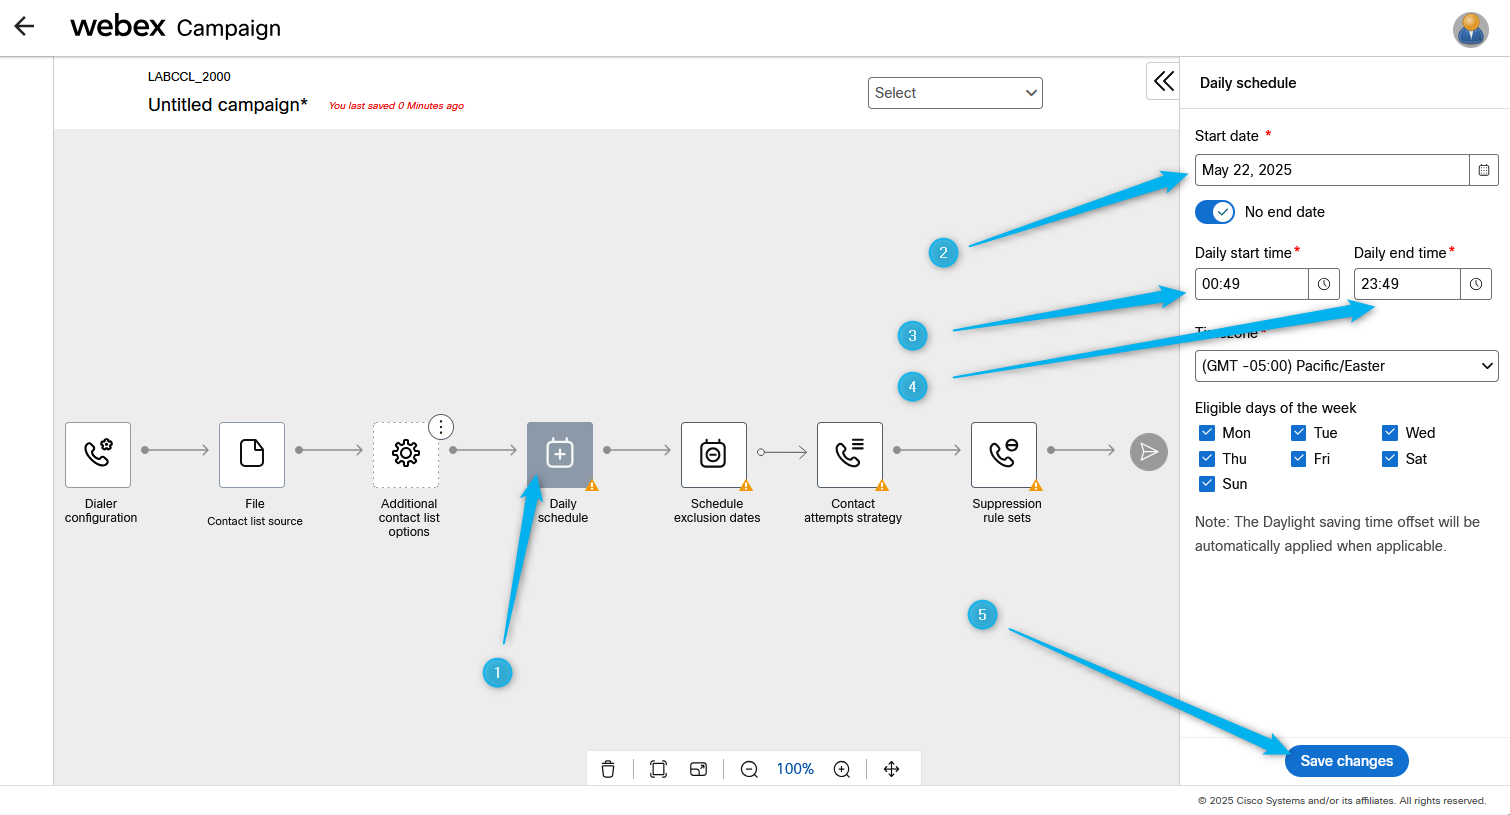 webex Campaign
LABCCL_2000
Untitled campaign*
You last saved 0 Minutes ago
Select
Daily schedule
Start date *
May 22, 2025
No end date
Daily start time* Daily end time*
00:49 23:49
Timezone *
(GMT -05:00) Pacific/Easter
Eligible days of the week
Mon Tue Wed
Thu Fri Sat
Sun
Note: The Daylight saving time offset will be
automatically applied when applicable.
2
3
4
Dialer
configuration
File
Contact list source
Additional
contact list
options
Daily
schedule
Schedule
exclusion dates
Contact
attempts strategy
Suppression
rule sets
5
1
100%
Save changes
© 2025 Cisco Systems and/or its affiliates. All rights reserved.